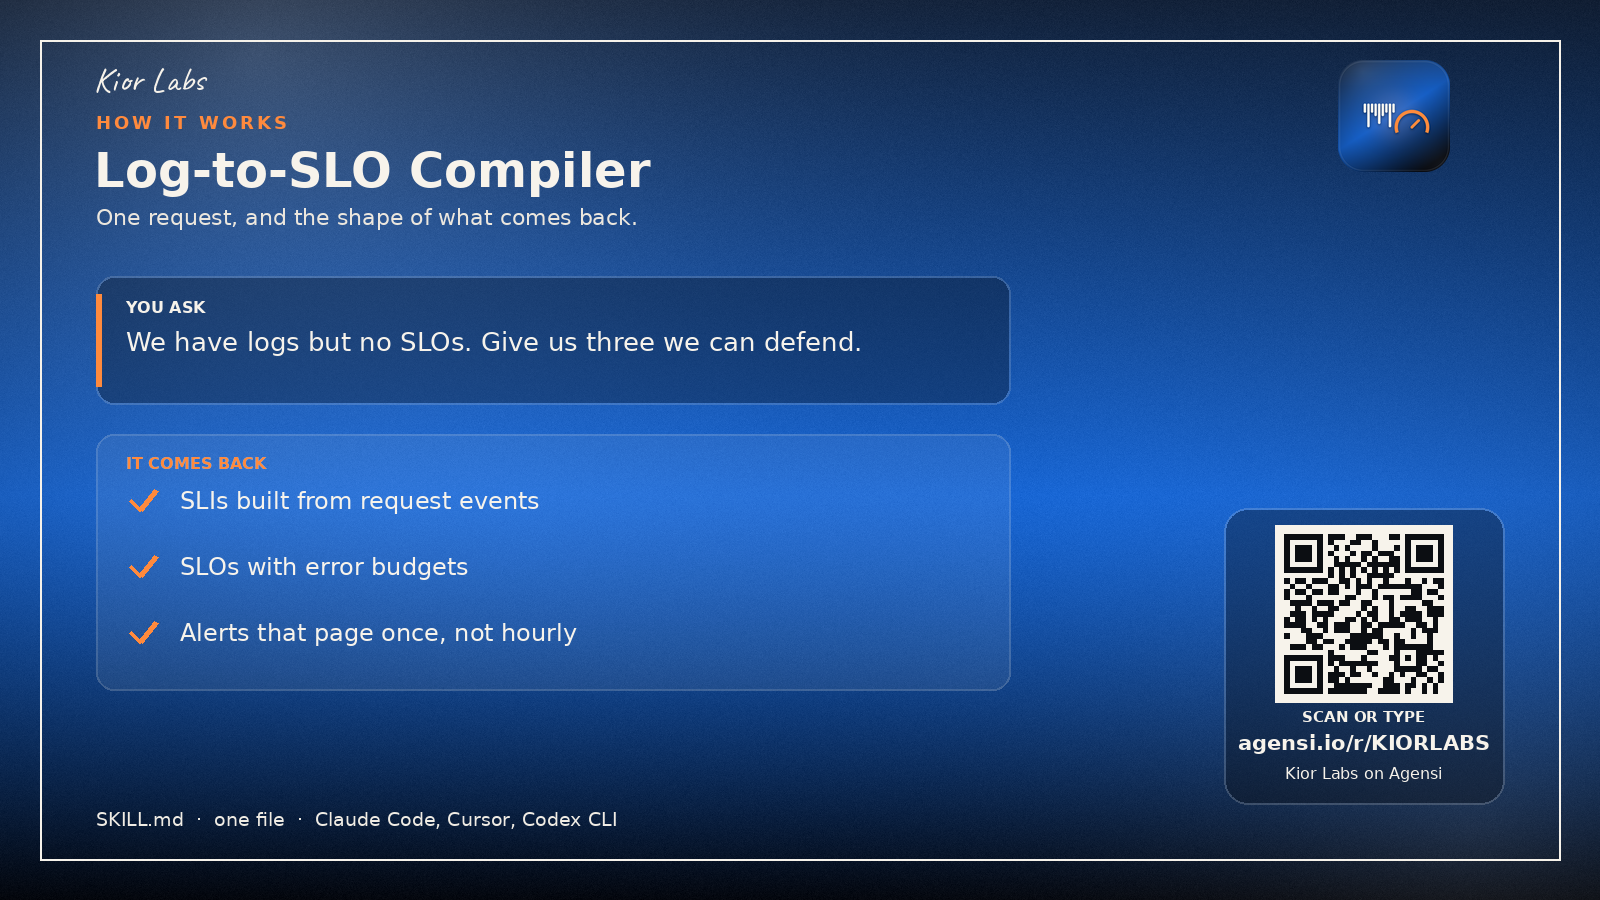 Kior Labs
HOW IT WORKS
Log-to-SLO Compiler
One request, and the shape of what comes back.
YOU ASK
We have logs but no SLOs. Give us three we can defend.
IT COMES BACK
SLIs built from request events
SLOs with error budgets
Alerts that page once, not hourly
SCAN OR TYPE
agensi.io/r/KIORLABS
Kior Labs on Agensi
SKILL.md · one file · Claude Code, Cursor, Codex CLI